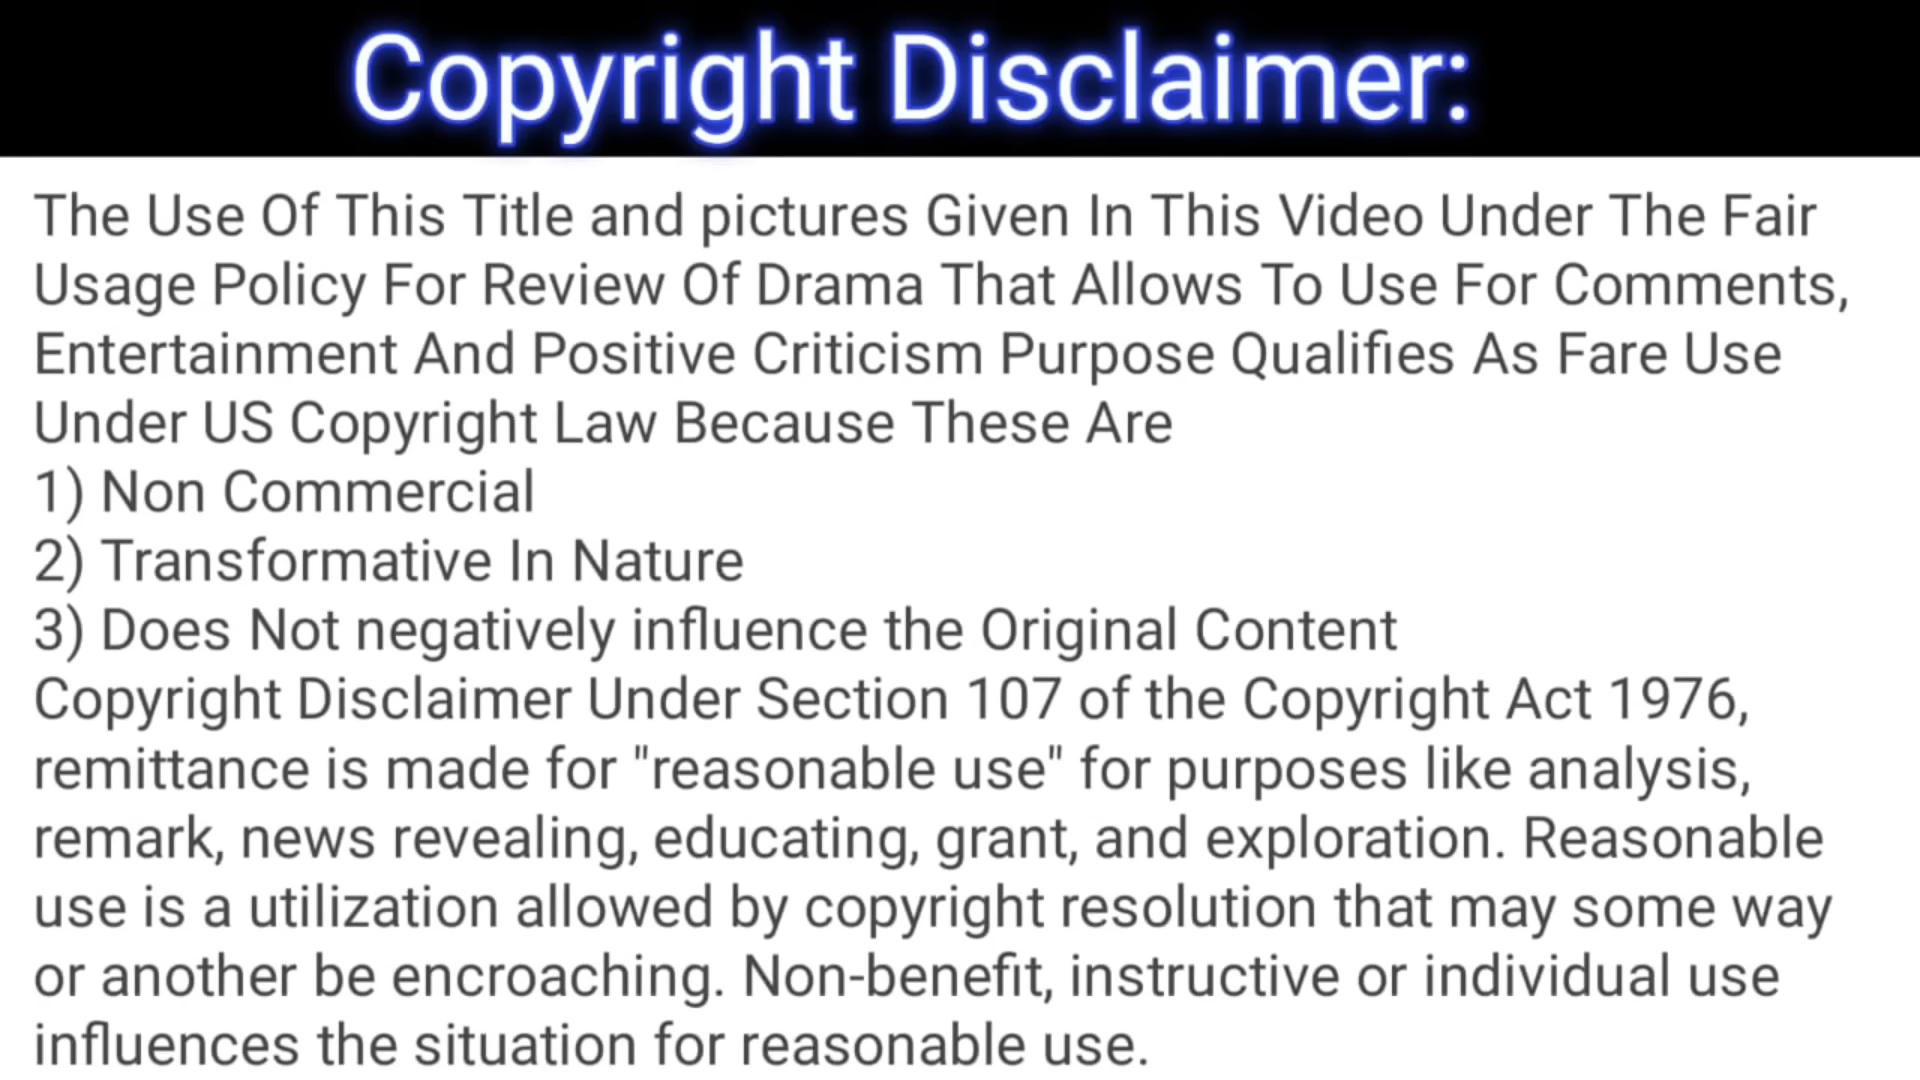 Copyright Disclaimer:
The Use Of This Title and pictures Given In This Video Under The Fair
Usage Policy For Review Of Drama That Allows To Use For Comments,
Entertainment And Positive Criticism Purpose Qualifies As Fare Use
Under US Copyright Law Because These Are
1) Non Commercial
2) Transformative In Nature
3) Does Not negatively influence the Original Content
Copyright Disclaimer Under Section 107 of the Copyright Act 1976,
remittance is made for "reasonable use" for purposes like analysis,
remark, news revealing, educating, grant, and exploration. Reasonable
use is a utilization allowed by copyright resolution that may some way
or another be encroaching. Non-benefit, instructive or individual use
influences the situation for reasonable use.